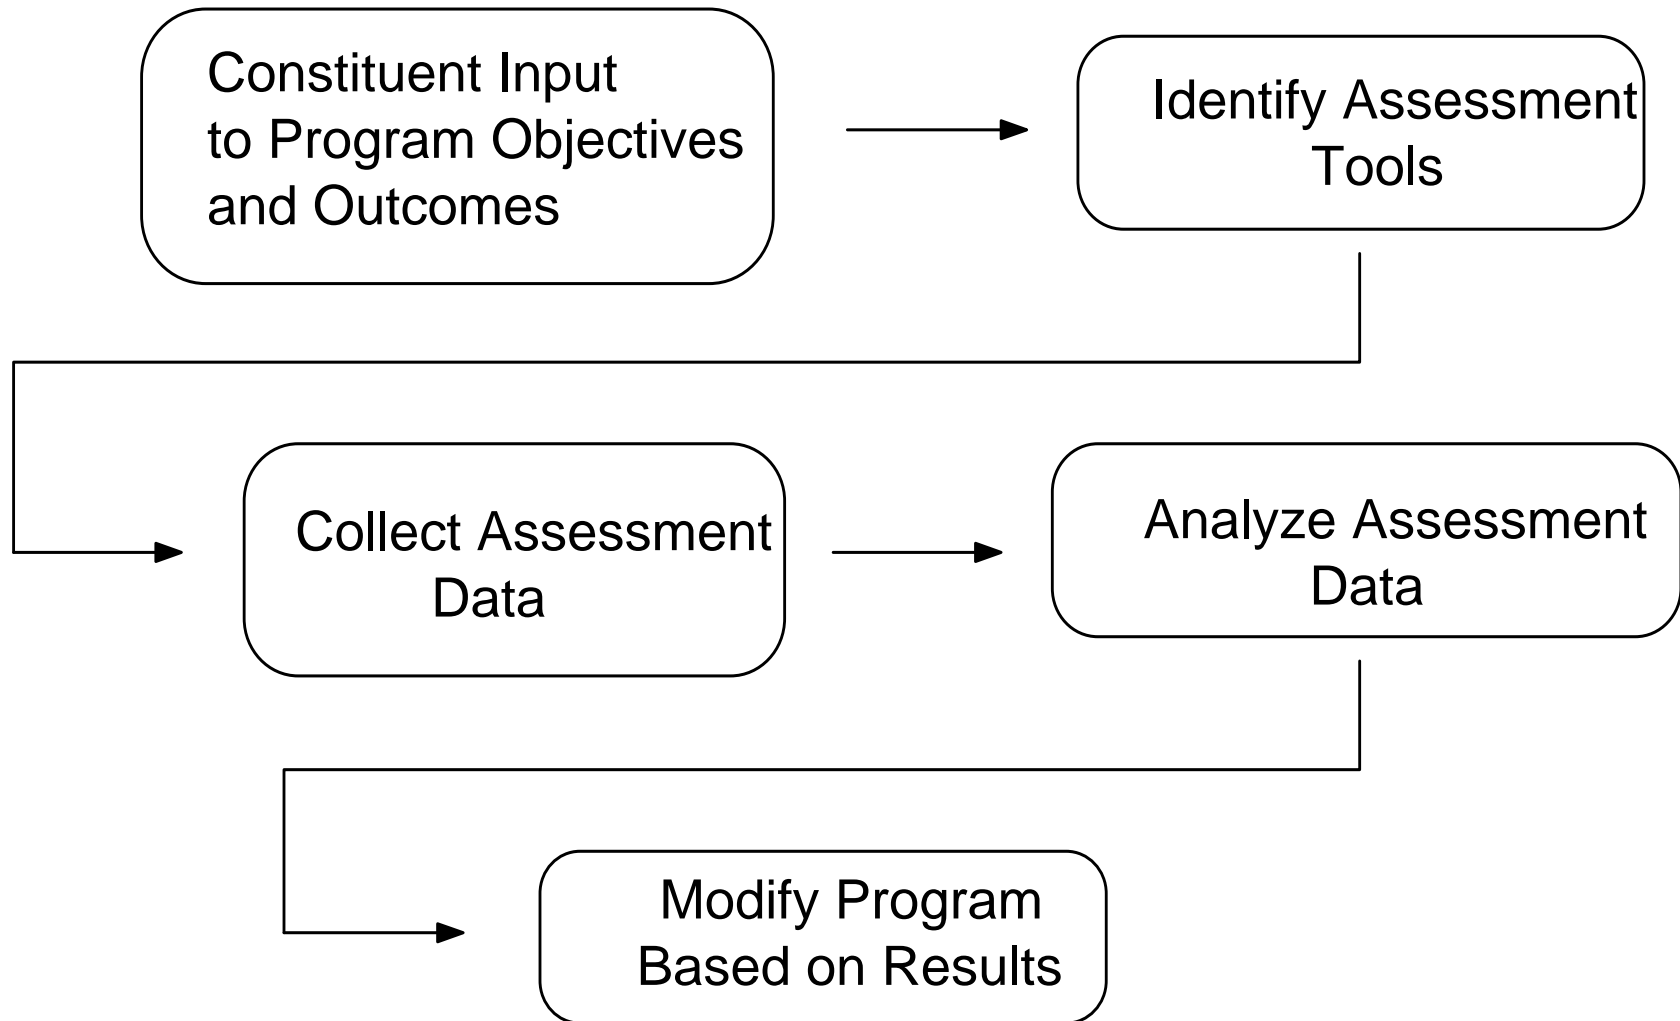 Constituent Input
to Program Objectives
and Outcomes
Identify Assessment
Tools
Collect Assessment
Data
Analyze Assessment
Data
Modify Program
Based on Results